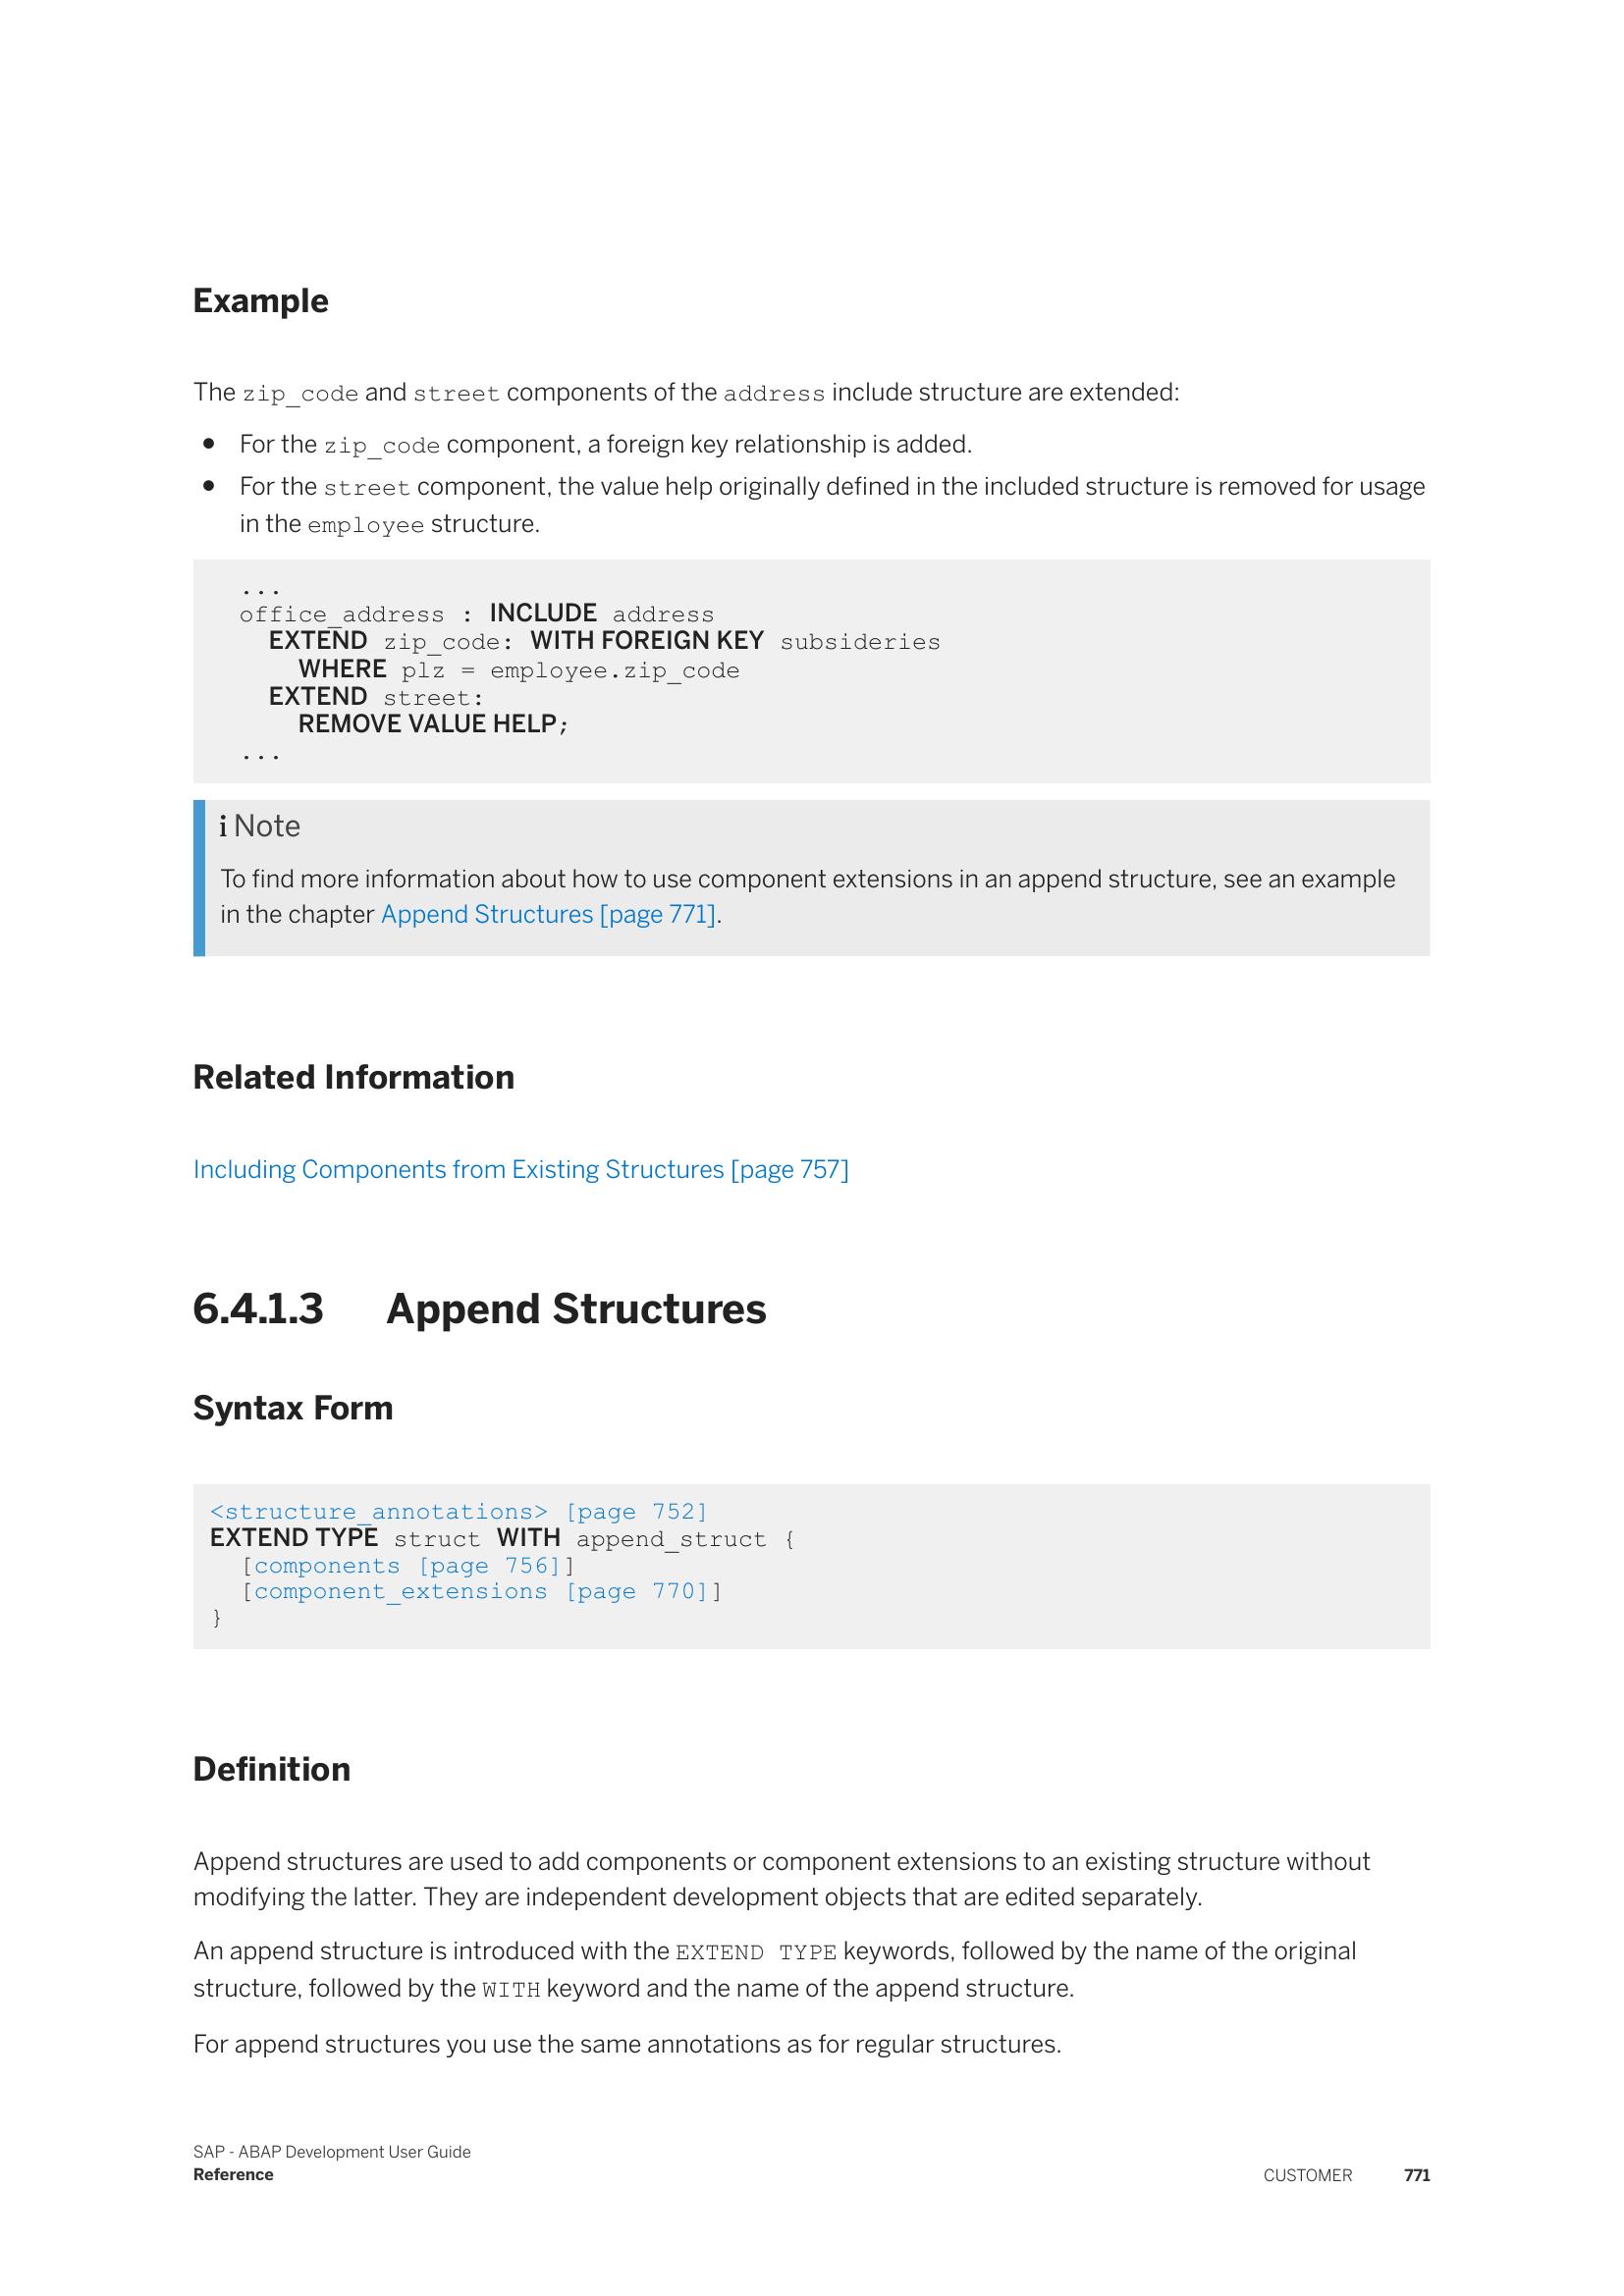 Example
The zip_code and street components of the address include structure are extended:
● For the zip_code component, a foreign key relationship is added.
● For the street component, the value help originally defined in the included structure is removed for usage
in the employee structure.
...
office_address : INCLUDE address
EXTEND zip_code: WITH FOREIGN KEY subsideries
WHERE plz = employee.zip_code
EXTEND street:
REMOVE VALUE HELP;
...
i Note
To find more information about how to use component extensions in an append structure, see an example
in the chapter Append Structures [page 771].
Related Information
Including Components from Existing Structures [page 757]
6.4.1.3 Append Structures
Syntax Form
<structure_annotations> [page 752]
EXTEND TYPE struct WITH append_struct {
[components [page 756]]
[component_extensions [page 770]]
}
Definition
Append structures are used to add components or component extensions to an existing structure without
modifying the latter. They are independent development objects that are edited separately.
An append structure is introduced with the EXTEND TYPE keywords, followed by the name of the original
structure, followed by the WITH keyword and the name of the append structure.
For append structures you use the same annotations as for regular structures.
SAP - ABAP Development User Guide
Reference
CUSTOMER 771